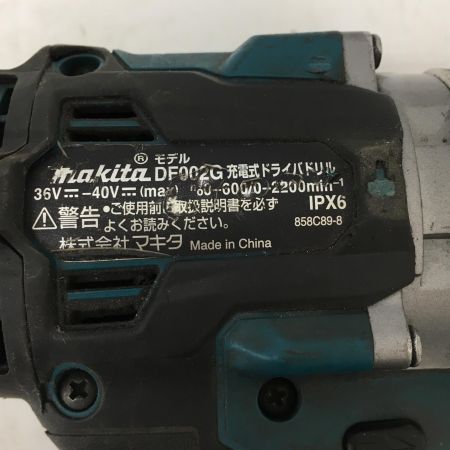 モデル
makita® DF002G 充電式ドライバドリル
36V⎓–40V⎓(max) 60/0-2200min⁻¹
⚠警告 •ご使用前に取扱説明書を必ず IPX6
よくお読みください。 858C89-8
株式会社マキタ Made in China